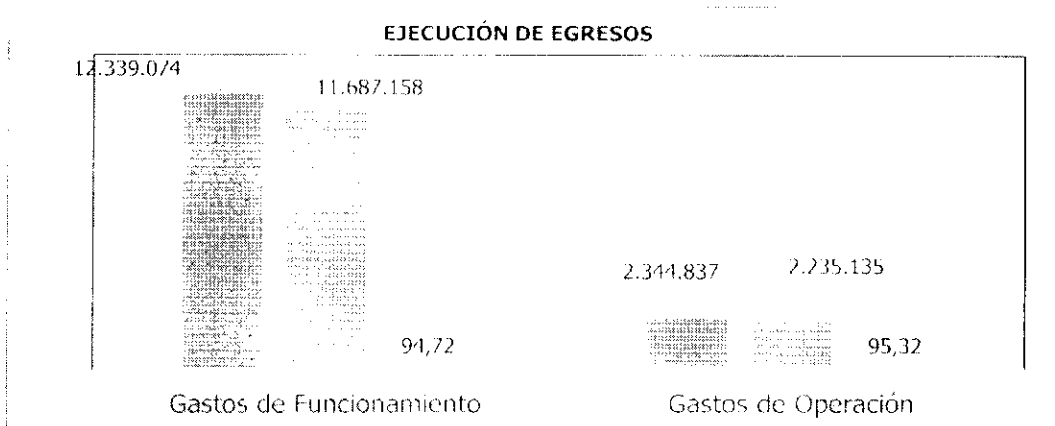 EJECUCIÓN DE EGRESOS
12.339.074
11.687.158
2.344.837
2.235.135
94,72
95,32
Gastos de Funcionamiento
Gastos de Operación